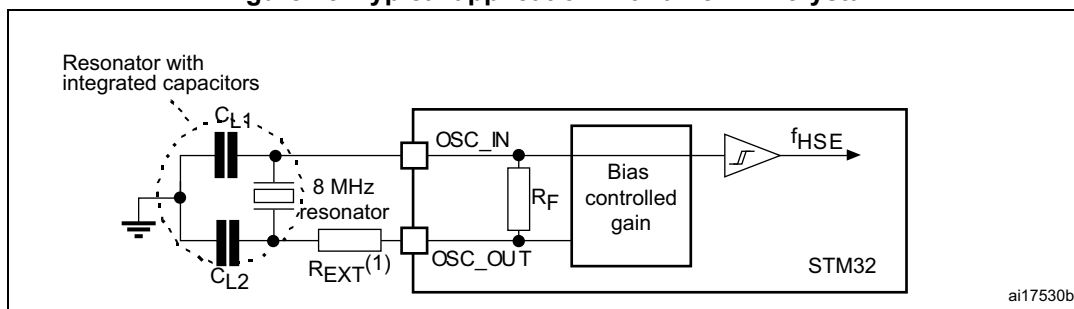 Resonator with
integrated capacitors
CL1
OSC_IN
fHSE
8 MHz
resonator
RF
Bias
controlled
gain
REXT(1)
OSC_OUT
CL2
STM32
ai17530b